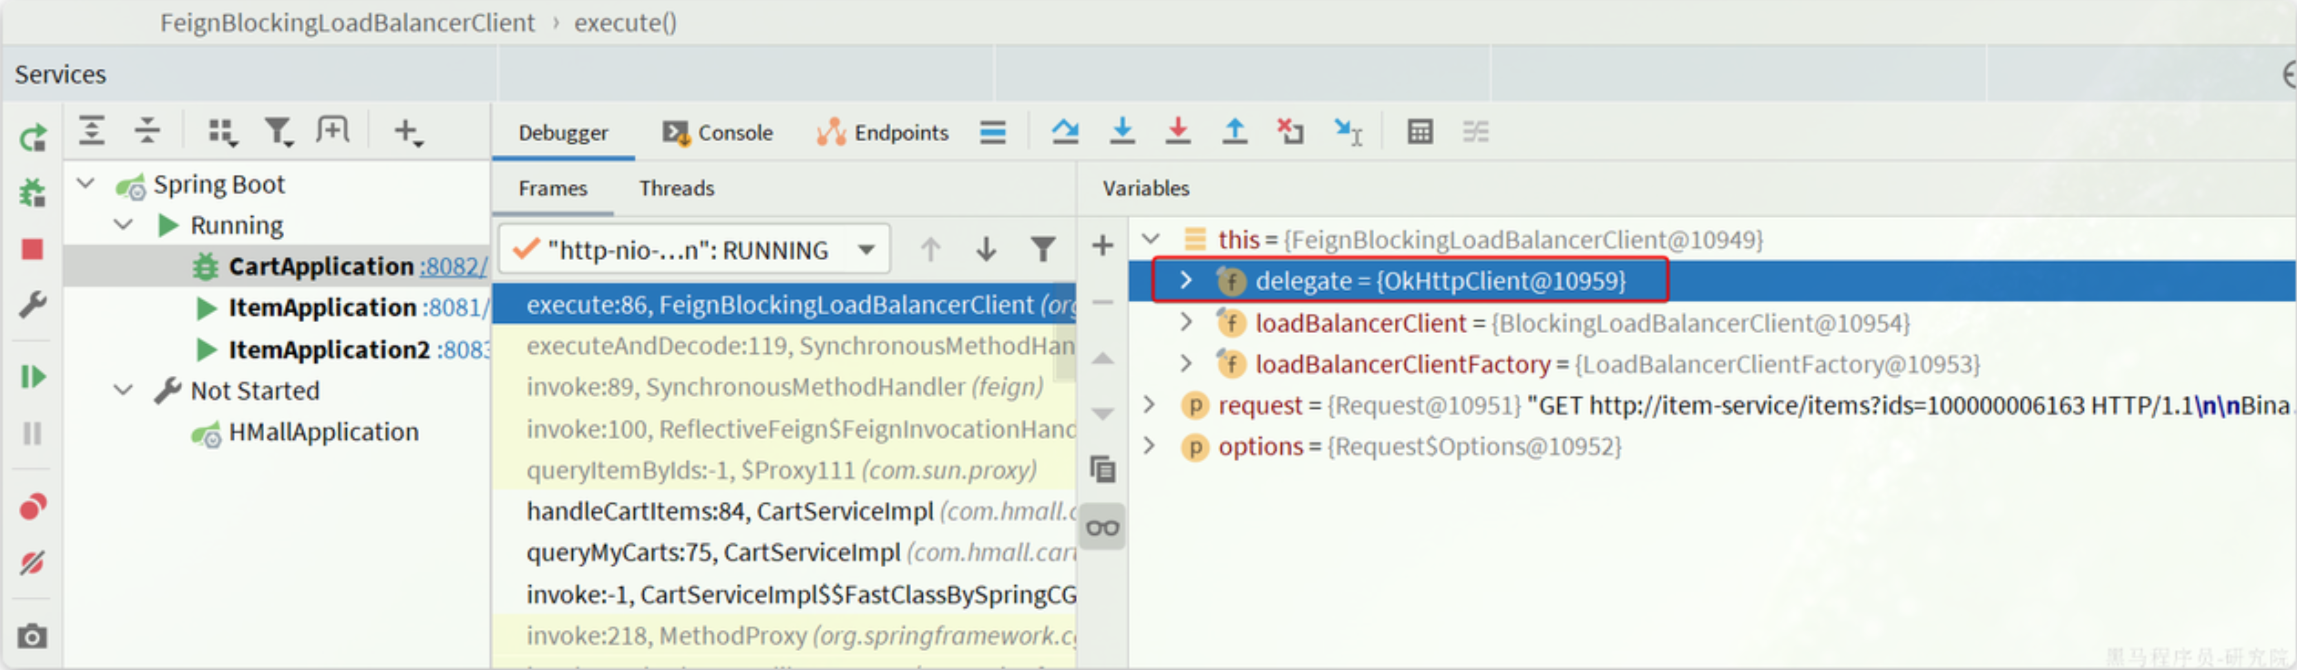 FeignBlockingLoadBalancerClient › execute()
Services
Debugger Console Endpoints
Spring Boot
Running
CartApplication :8082/
ItemApplication :8081/
ItemApplication2 :8083
Not Started
HMallApplication
Frames Threads
"http-nio-...n": RUNNING
execute:86, FeignBlockingLoadBalancerClient (org
executeAndDecode:119, SynchronousMethodHan
invoke:89, SynchronousMethodHandler (feign)
invoke:100, ReflectiveFeign$FeignInvocationHand
queryItemByIds:-1, $Proxy111 (com.sun.proxy)
handleCartItems:84, CartServiceImpl (com.hmall.c
queryMyCarts:75, CartServiceImpl (com.hmall.cart
invoke:-1, CartServiceImpl$$FastClassBySpringCG
invoke:218, MethodProxy (org.springframework.cg
Variables
this = {FeignBlockingLoadBalancerClient@10949}
delegate = {OkHttpClient@10959}
loadBalancerClient = {BlockingLoadBalancerClient@10954}
loadBalancerClientFactory = {LoadBalancerClientFactory@10953}
request = {Request@10951} "GET http://item-service/items?ids=100000006163 HTTP/1.1\n\nBina
options = {Request$Options@10952}
黑马程序员-研究院